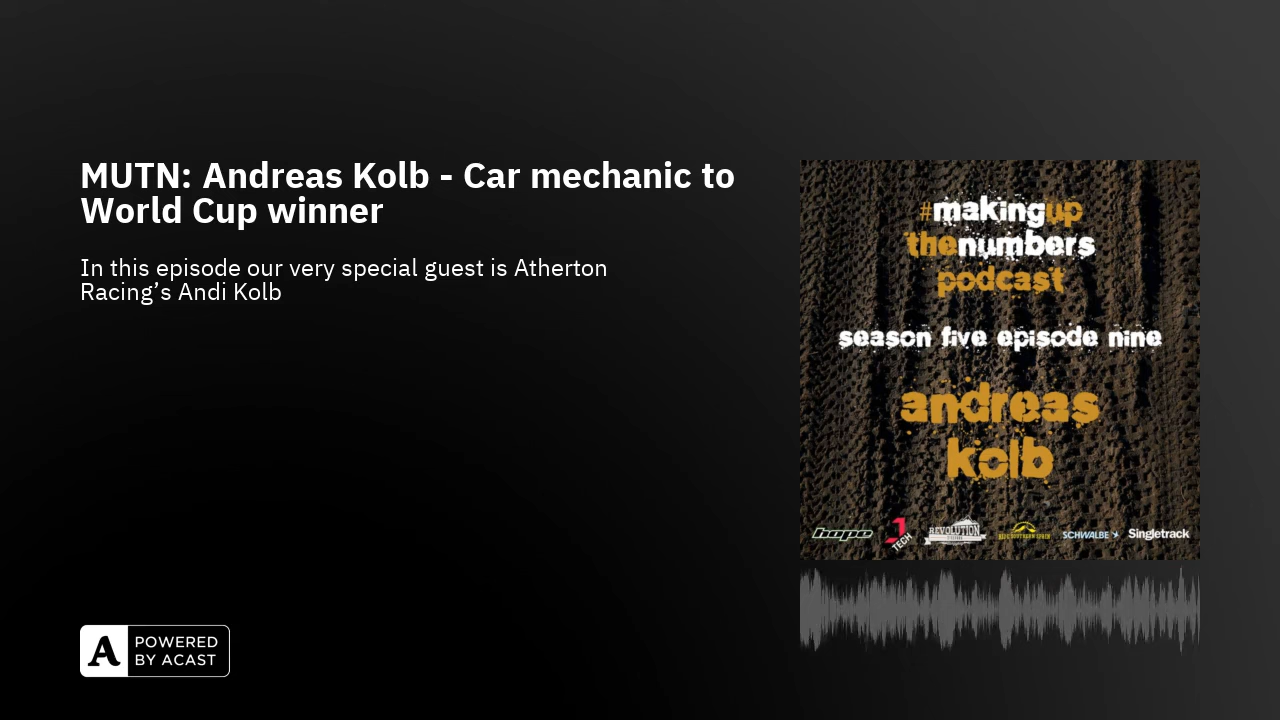 MUTN: Andreas Kolb - Car mechanic to
World Cup winner
In this episode our very special guest is Atherton
Racing’s Andi Kolb
#makingup
thenumbers
podcast
season five episode nine
andreas
kolb
hope
J TECH
REVOLUTION
SCHWALBE
Singletrack
A POWERED
BY ACAST